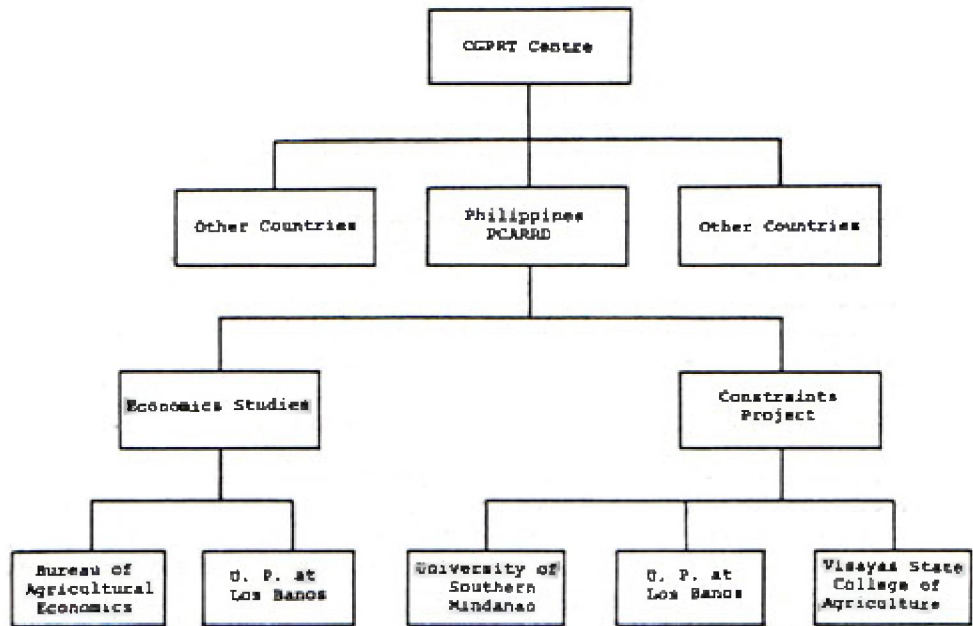 CGPRT Centre
Other Countries
Philippines
PCARRD
Other Countries
Economics Studies
Constraints
Project
Bureau of
Agricultural
Economics
U. P. at
Los Banos
University of
Southern
Mindanao
U. P. at
Los Banos
Visayas State
College of
Agriculture